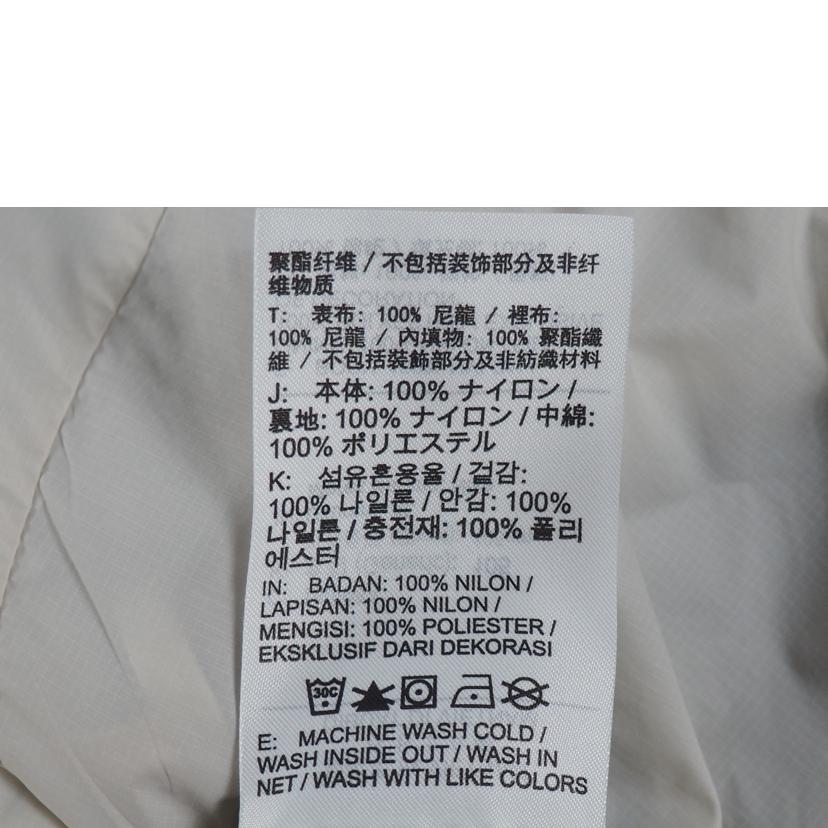 聚酯纤维 / 不包括装饰部分及非纤
维物质
T: 表布: 100% 尼龍 / 裡布:
100% 尼龍 / 內填物: 100% 聚酯纖
維 / 不包括裝飾部分及非紡織材料
J: 本体: 100% ナイロン /
裏地: 100% ナイロン / 中綿:
100% ポリエステル
K: 섬유혼용율 / 겉감:
100% 나일론 / 안감: 100%
나일론 / 충전재: 100% 폴리
에스터
IN: BADAN: 100% NILON /
LAPISAN: 100% NILON /
MENGISI: 100% POLIESTER /
EKSKLUSIF DARI DEKORASI
30C
E: MACHINE WASH COLD /
WASH INSIDE OUT / WASH IN
NET / WASH WITH LIKE COLORS